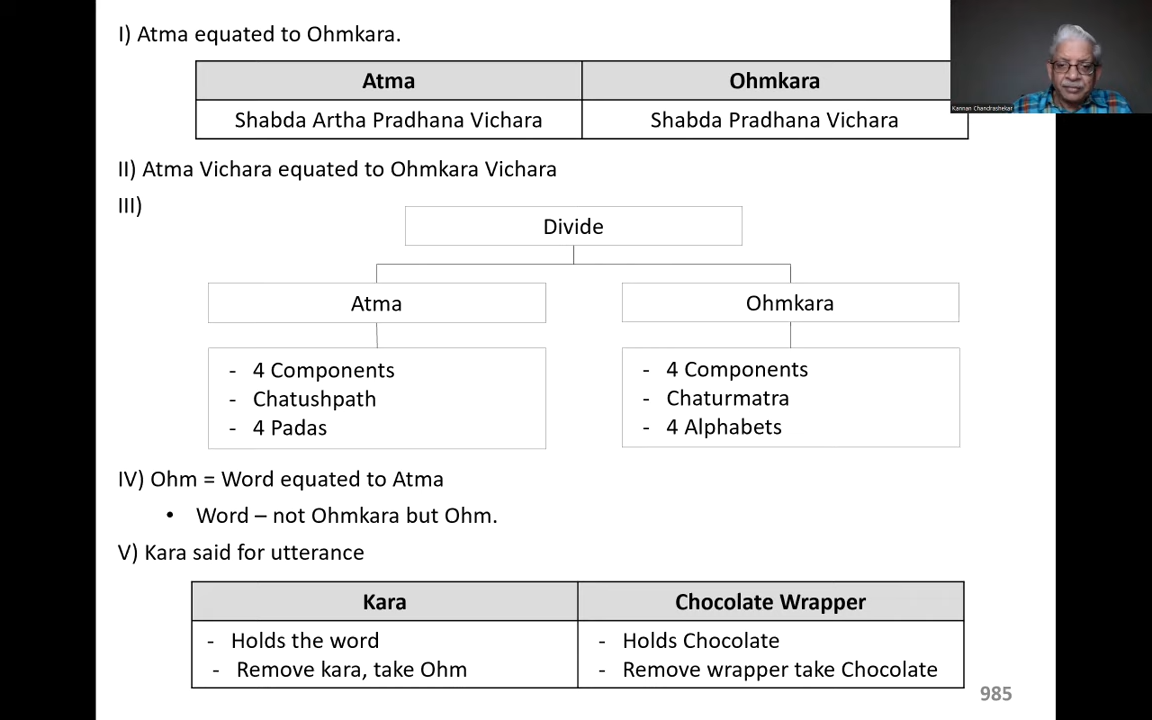 I) Atma equated to Ohmkara.
Atma
Ohmkara
Shabda Artha Pradhana Vichara
Shabda Pradhana Vichara
Kannan Chandrashekar
II) Atma Vichara equated to Ohmkara Vichara
III)
Divide
Atma
Ohmkara
- 4 Components
- Chatushpath
- 4 Padas
- 4 Components
- Chaturmatra
- 4 Alphabets
IV) Ohm = Word equated to Atma
• Word – not Ohmkara but Ohm.
V) Kara said for utterance
Kara
Chocolate Wrapper
- Holds the word
- Remove kara, take Ohm
- Holds Chocolate
- Remove wrapper take Chocolate
985